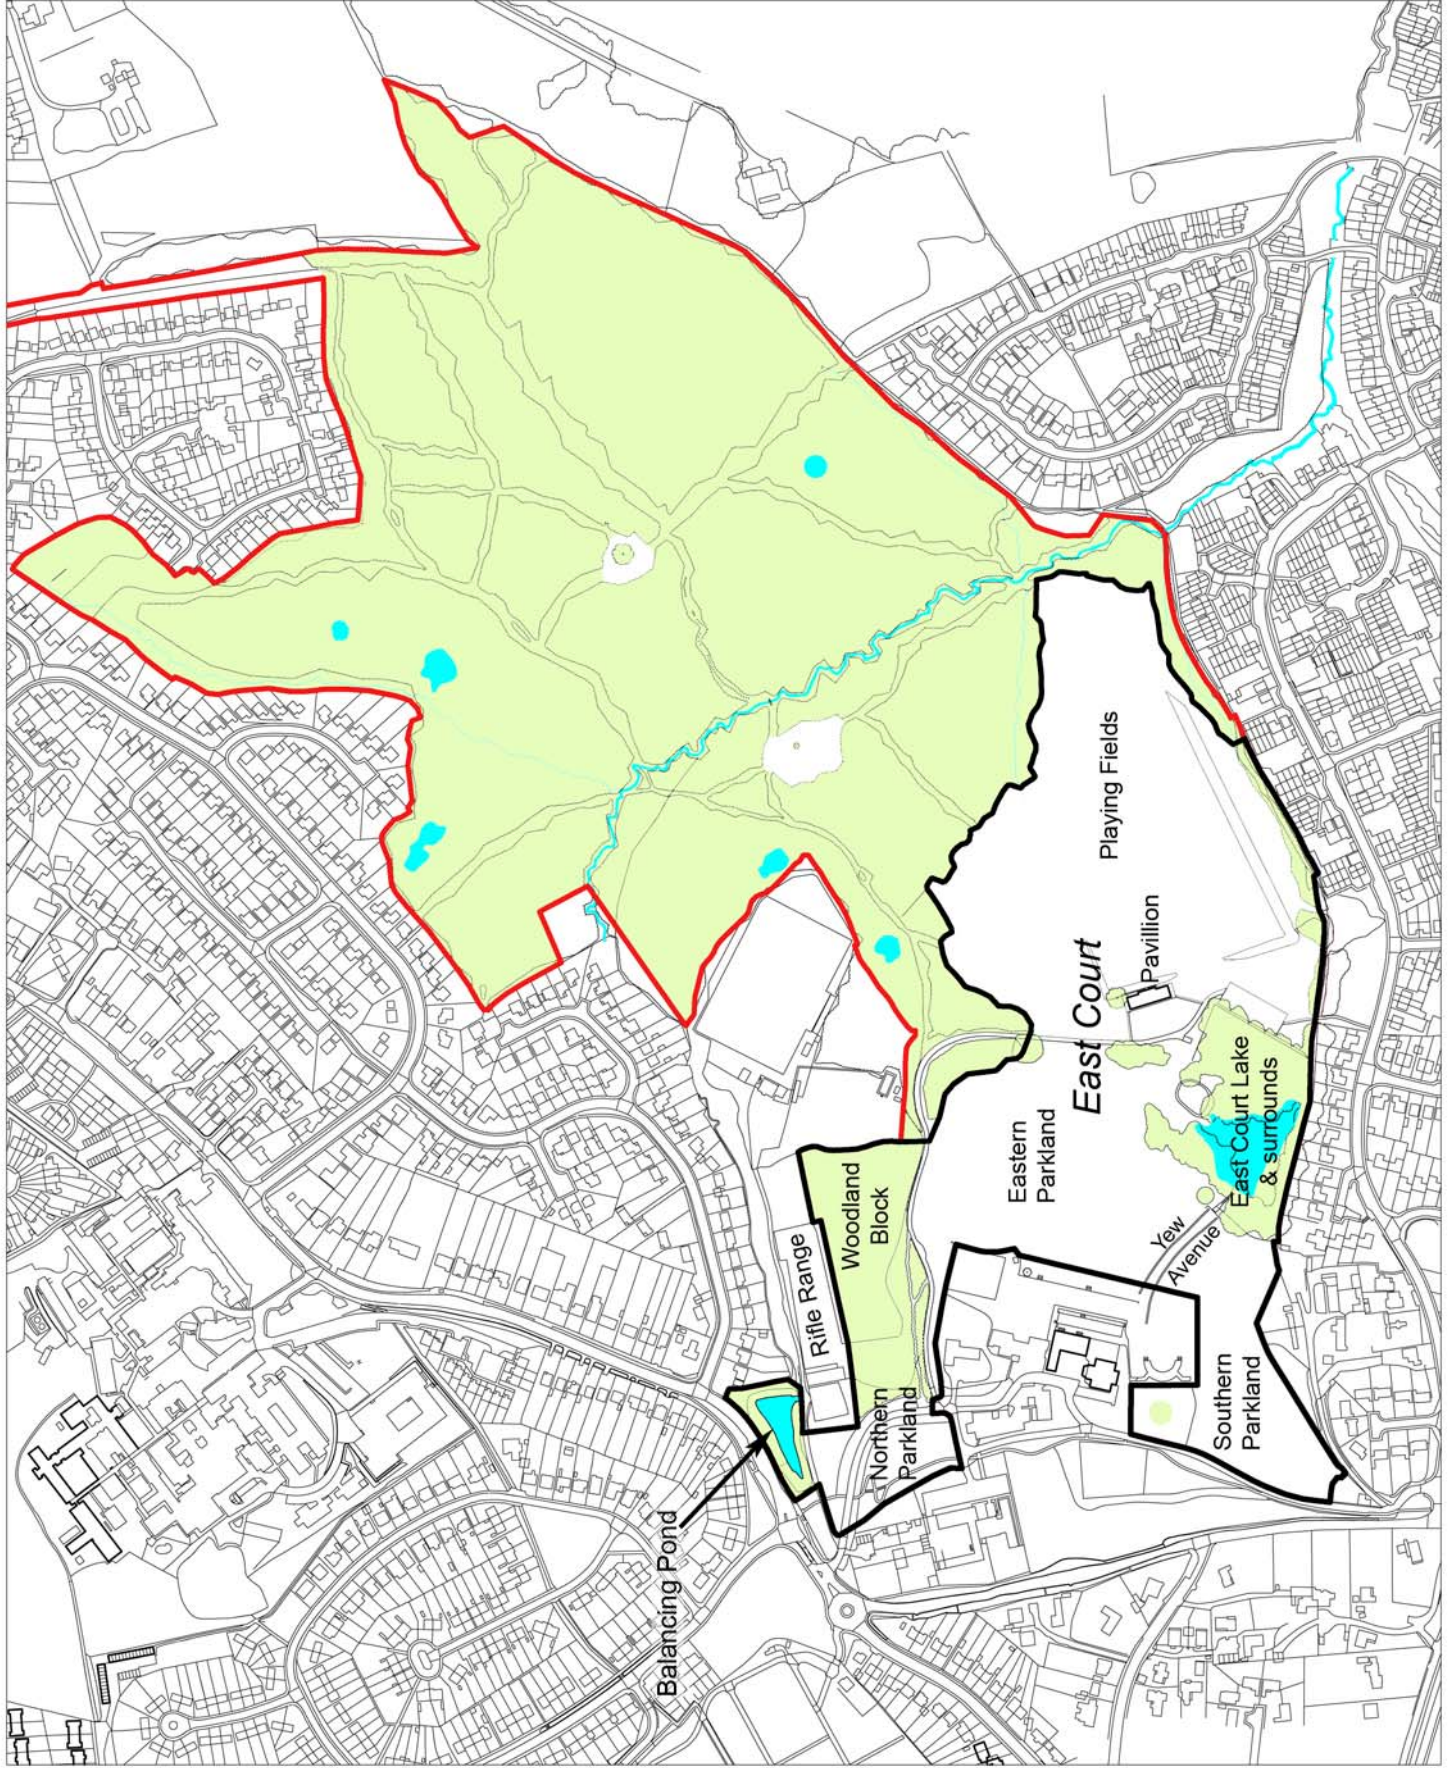 Balancing Pond
Rifle Range
Woodland
Block
Northern
Parkland
Eastern
Parkland
East Court
Playing Fields
Pavillion
Yew
Avenue
East Court Lake
& surrounds
Southern
Parkland